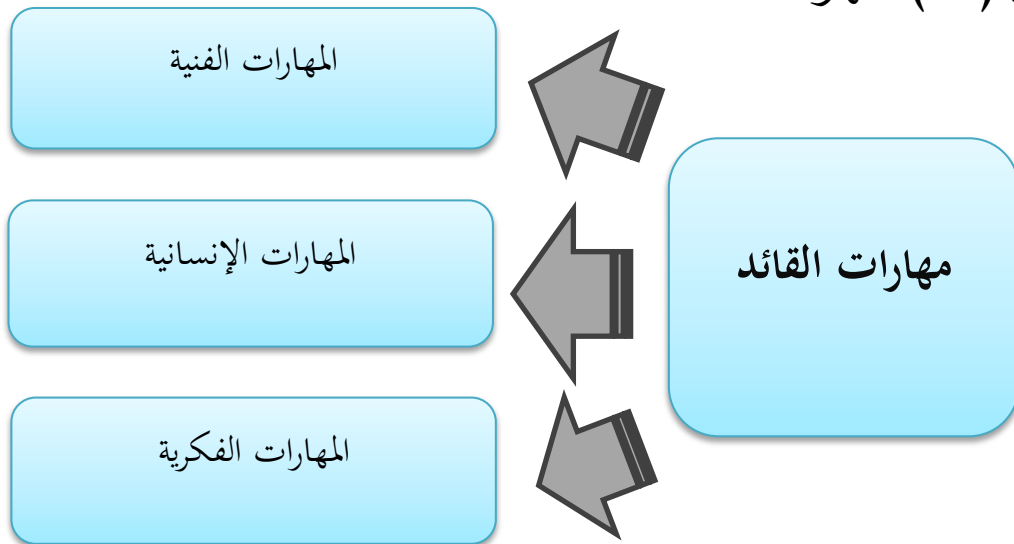 مهارات القائد
المهارات الفنية
المهارات الإنسانية
المهارات الفكرية